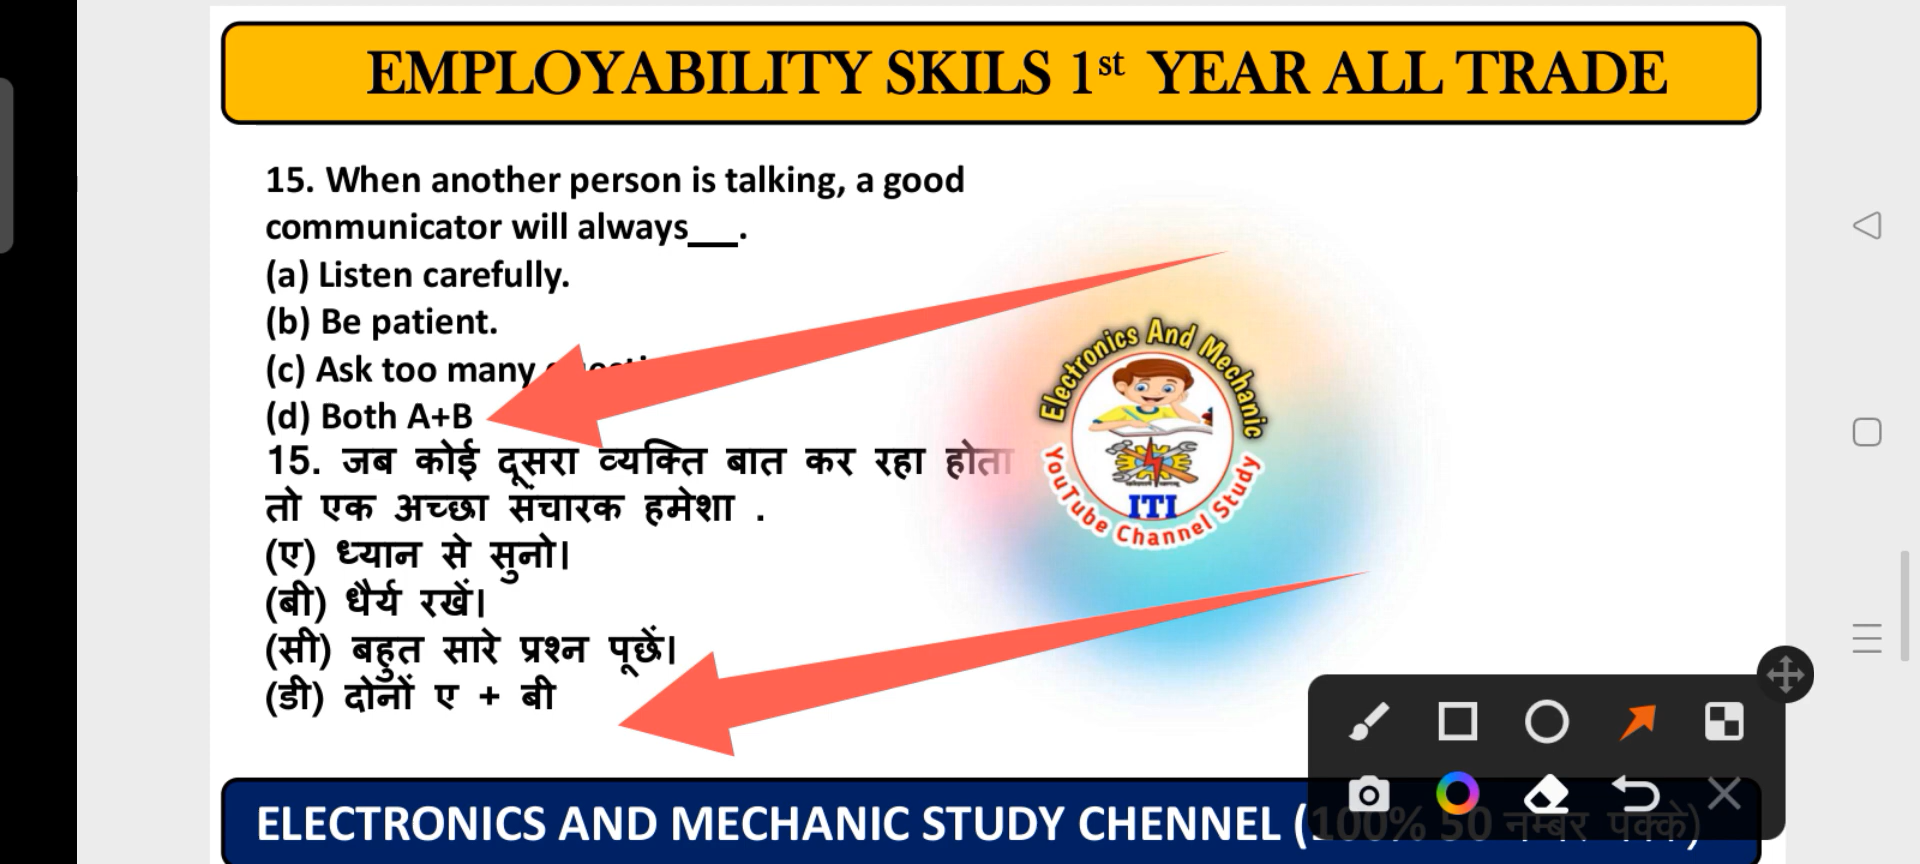 EMPLOYABILITY SKILS 1st YEAR ALL TRADE
15. When another person is talking, a good
communicator will always___.
(a) Listen carefully.
(b) Be patient.
(c) Ask too many
(d) Both A+B
15. जब कोई दूसरा व्यक्ति बात कर रहा होता
तो एक अच्छा संचारक हमेशा .
(ए) ध्यान से सुनो।
(बी) धैर्य रखें।
(सी) बहुत सारे प्रश्न पूछें।
(डी) दोनों ए + बी
Electronics And Mechanic
ITI
YouTube Channel Study
ELECTRONICS AND MECHANIC STUDY CHENNEL (100% 50 नम्बर पक्के)